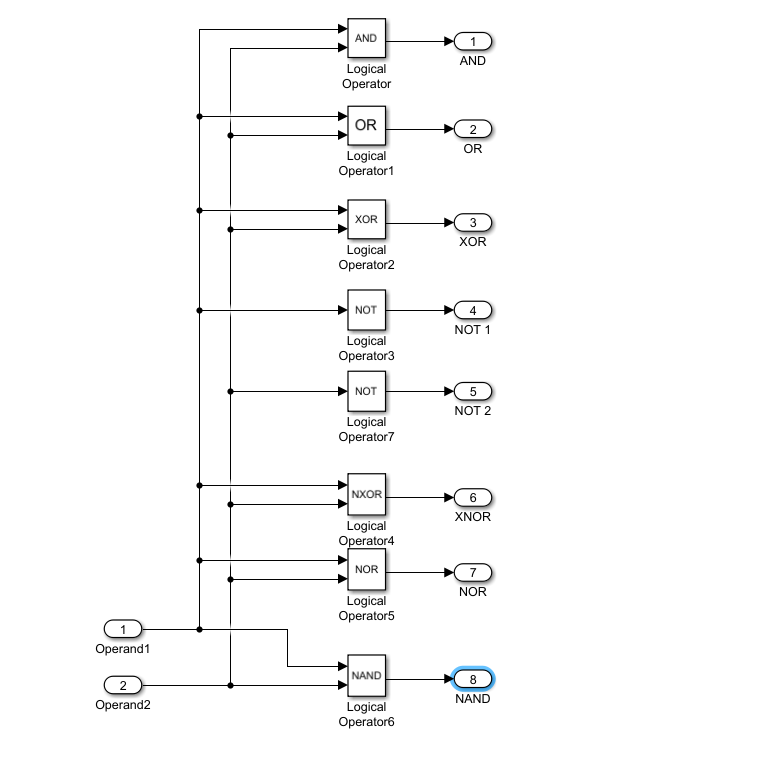 AND
Logical
Operator
1
AND
OR
Logical
Operator1
2
OR
XOR
Logical
Operator2
3
XOR
NOT
Logical
Operator3
4
NOT 1
NOT
Logical
Operator7
5
NOT 2
NXOR
Logical
Operator4
6
XNOR
NOR
Logical
Operator5
7
NOR
1
Operand1
2
Operand2
NAND
Logical
Operator6
8
NAND